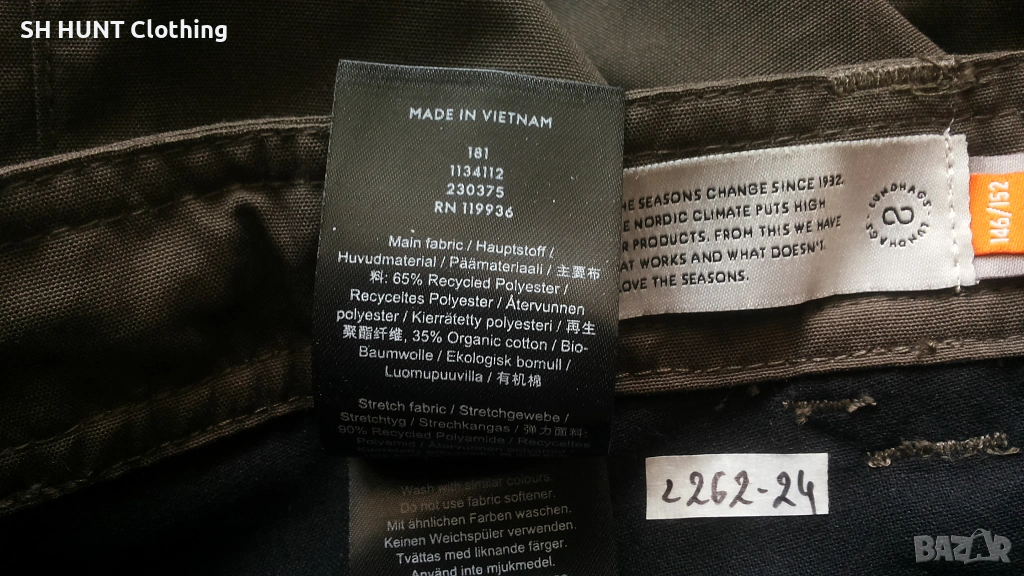 SH HUNT Clothing
MADE IN VIETNAM
181
1134112
230375
RN 119936
Main fabric / Hauptstoff /
Huvudmaterial / Päämateriaali / 主要布
料: 65% Recycled Polyester /
Recyceltes Polyester / Återvunnen
polyester / Kierrätetty polyesteri / 再生
聚酯纤维, 35% Organic cotton / Bio-
Baumwolle / Ekologisk bomull /
Luomupuuvilla / 有机棉
Stretch fabric / Stretchgewebe /
Stretchtyg / Strechkangas / 弹力面料:
90% Recycled Polyamide / Recyceltes
Wash with similar colours.
Do not use fabric softener.
Mit ähnlichen Farben waschen.
Keinen Weichspüler verwenden.
Tvättas med liknande färger.
Använd inte mjukmedel.
SEASONS CHANGE SINCE 1932.
NORDIC CLIMATE PUTS HIGH
PRODUCTS. FROM THIS WE HAVE
WORKS AND WHAT DOESN'T.
THE SEASONS.
LUNDHAGS LUNDHAGS
146/152
2262-24
BAZAR